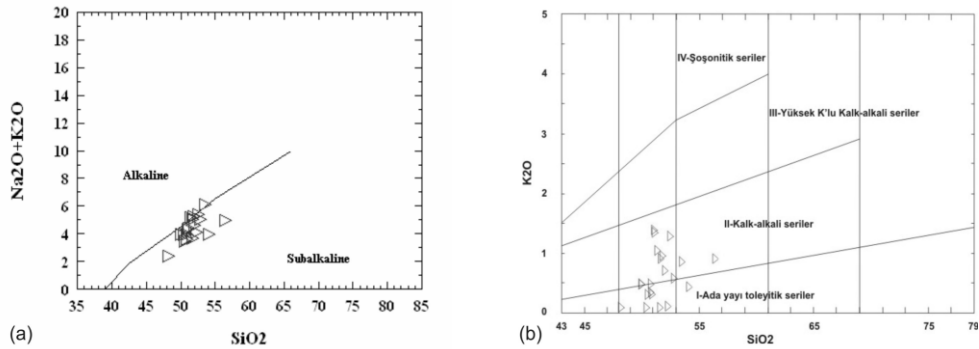 20
18
16
14
12
10
8
6
4
2
0
Na2O+K2O
Alkaline
Subalkaline
35 40 45 50 55 60 65 70 75 80 85
SiO2
(a)
5
4
3
2
1
0
K2O
IV-Şoşonitik seriler
III-Yüksek K'lu Kalk-alkali seriler
II-Kalk-alkali seriler
I-Ada yayı toleyitik seriler
43 45 55 65 79
SiO2
(b)